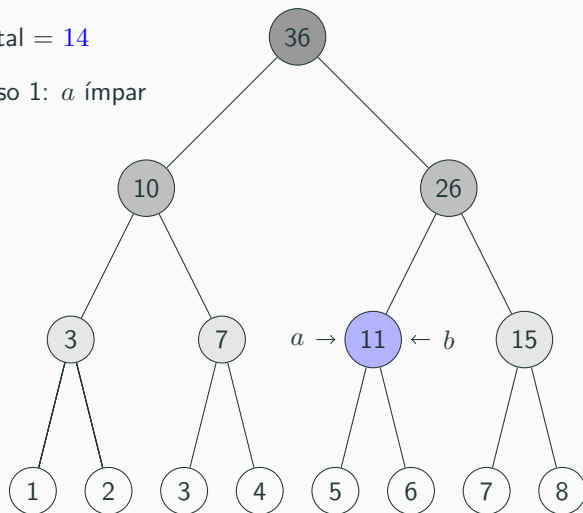 tal = 14
so 1: a ímpar
36
10 26
3 7 a → 11 ← b 15
1 2 3 4 5 6 7 8